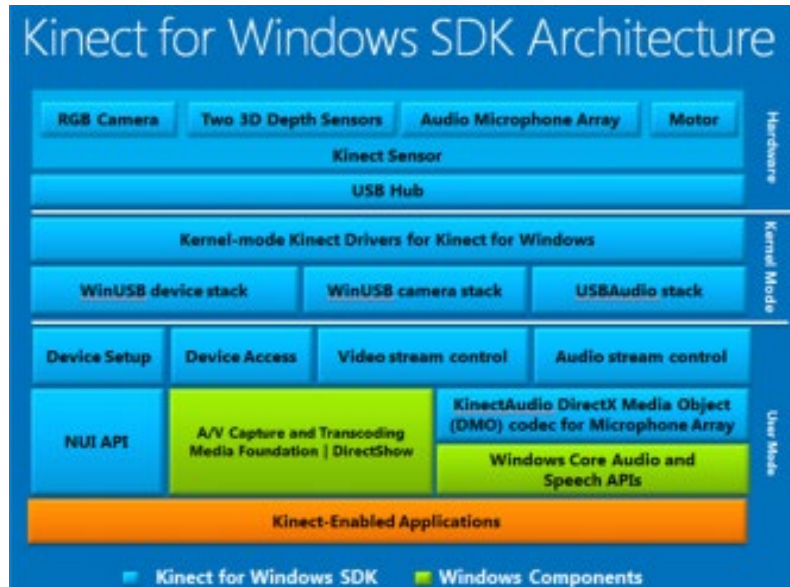 Kinect for Windows SDK Architecture
RGB Camera
Two 3D Depth Sensors
Audio Microphone Array
Motor
Kinect Sensor
USB Hub
Hardware
Kernel-mode Kinect Drivers for Kinect for Windows
WinUSB device stack
WinUSB camera stack
USBAudio stack
Kernel Mode
Device Setup
Device Access
Video stream control
Audio stream control
NUI API
A/V Capture and Transcoding
Media Foundation | DirectShow
KinectAudio DirectX Media Object
(DMO) codec for Microphone Array
Windows Core Audio and
Speech APIs
User Mode
Kinect-Enabled Applications
Kinect for Windows SDK
Windows Components